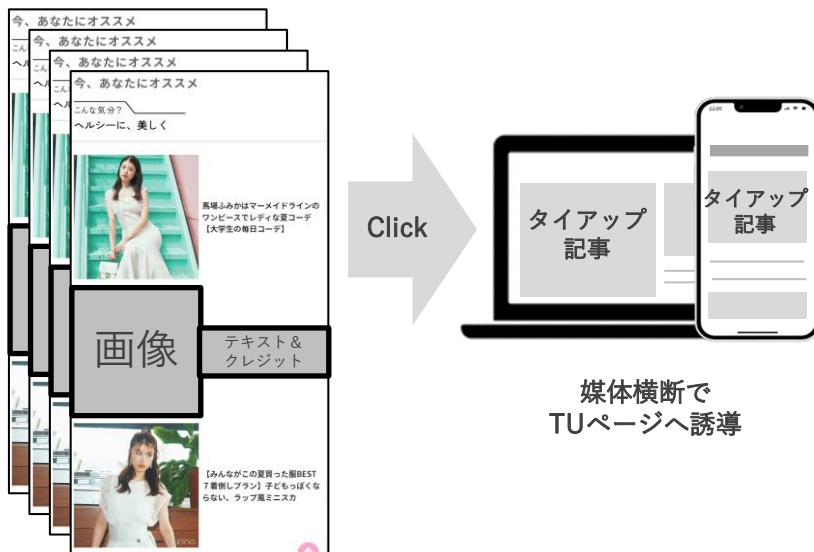 今、あなたにオススメ
今、あなたにオススメ
今、あなたにオススメ
今、あなたにオススメ
こんな気分?
ヘルシーに、美しく
馬場ふみかはマーメイドラインの
ワンピースでレディな夏コーデ
【大学生の毎日コーデ】
画像
テキスト&
クレジット
【みんながこの夏買った服BEST
7着倒しプラン】子どもっぽくな
らない、ラップ風ミニスカ
Click
タイアップ
記事
タイアップ
記事
媒体横断で
TUページへ誘導